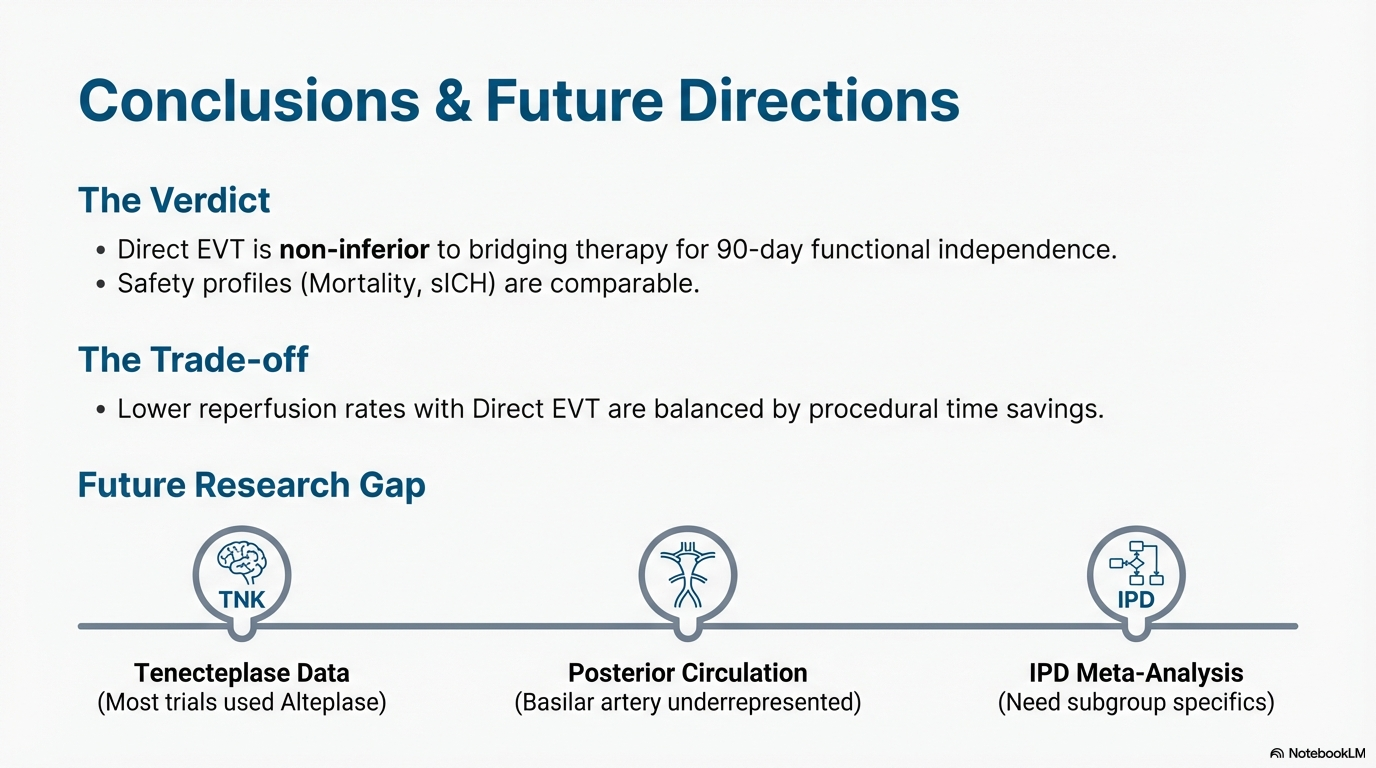 Conclusions & Future Directions
The Verdict
• Direct EVT is non-inferior to bridging therapy for 90-day functional independence.
• Safety profiles (Mortality, sICH) are comparable.
The Trade-off
• Lower reperfusion rates with Direct EVT are balanced by procedural time savings.
Future Research Gap
TNK
IPD
Tenecteplase Data
(Most trials used Alteplase)
Posterior Circulation
(Basilar artery underrepresented)
IPD Meta-Analysis
(Need subgroup specifics)
NotebookLM